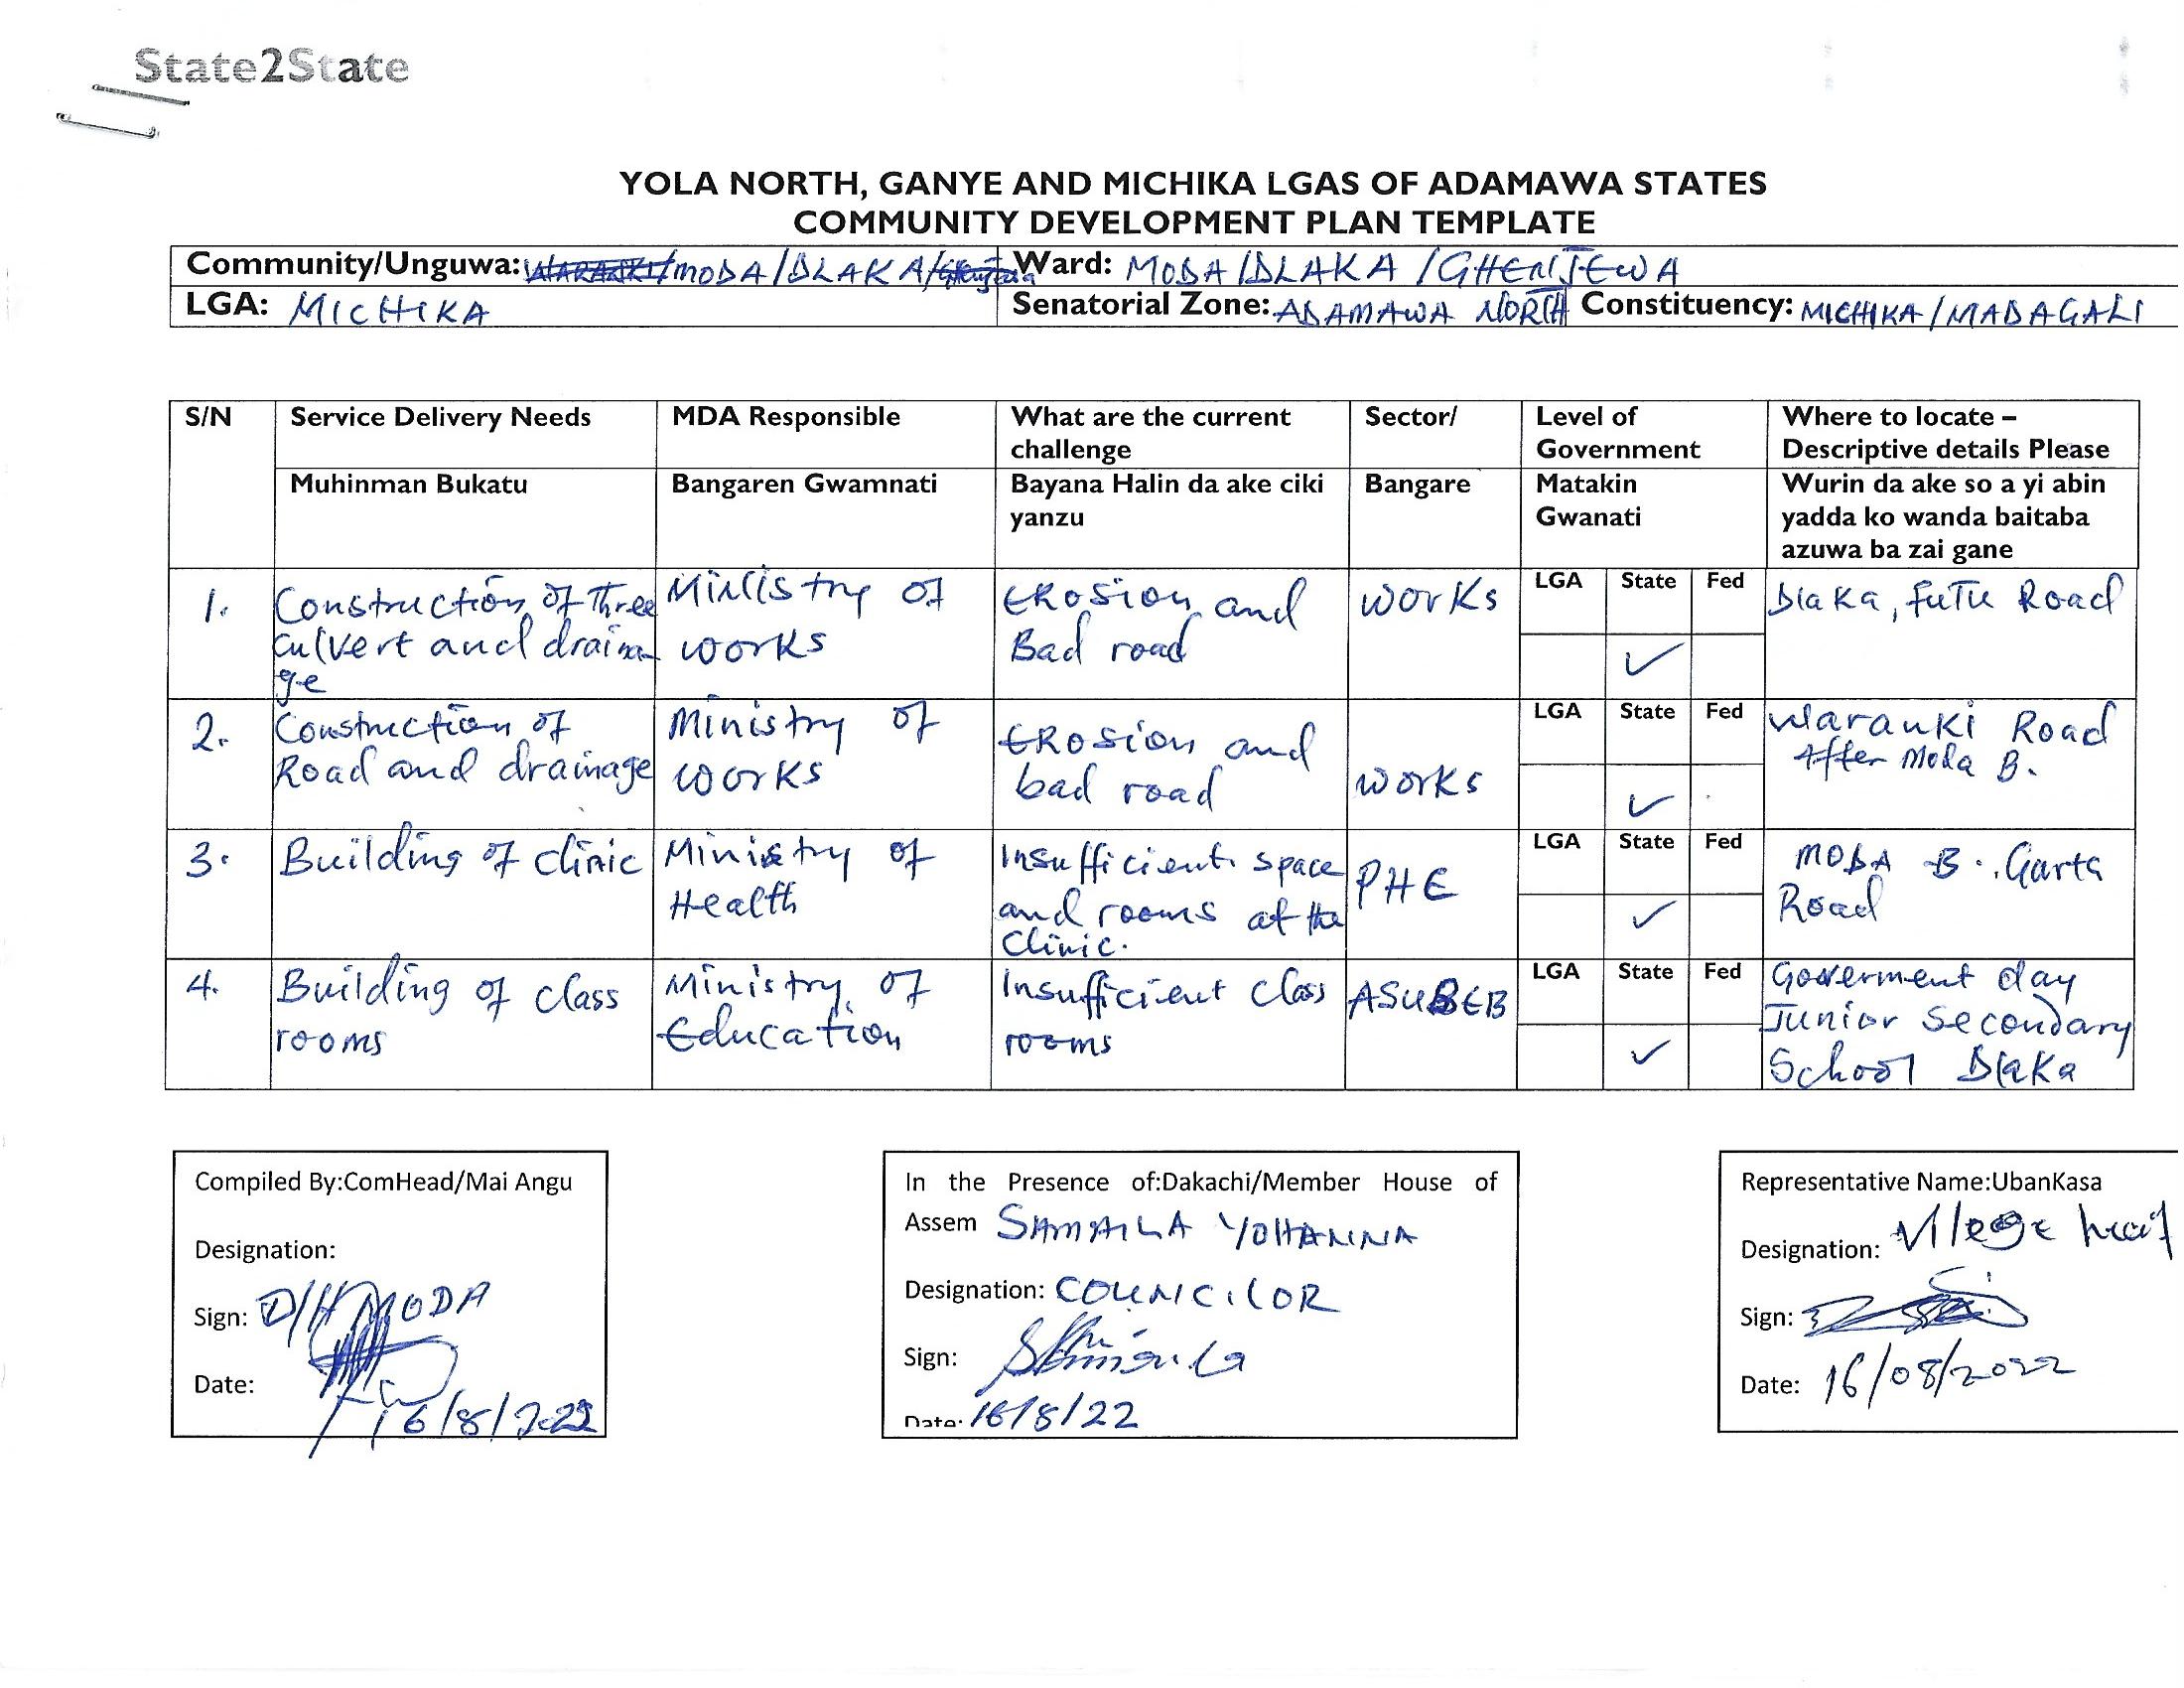 State2State
YOLA NORTH, GANYE AND MICHIKA LGAS OF ADAMAWA STATES
COMMUNITY DEVELOPMENT PLAN TEMPLATE
Community/Unguwa: /MODA/DLAKA/ Ward: MODA/DLAKA/GHENJEWA
LGA: MICHIKA Senatorial Zone: ADAMAWA NORTH Constituency: MICHIKA/MADAGALI
S/N Service Delivery Needs MDA Responsible What are the current Sector/ Level of Where to locate –
challenge Government Descriptive details Please
Muhinman Bukatu Bangaren Gwamnati Bayana Halin da ake ciki Bangare Matakin Wurin da ake so a yi abin
yanzu Gwanati yadda ko wanda baitaba
azuwa ba zai gane
1. Construction of Three Ministry of Erosion and works LGA State Fed Dlaka, FuTu Road
culvert and draina- works Bad road ✓
ge
2. Construction of Ministry of Erosion and LGA State Fed Waranki Road
Road and drainage works bad road works ✓ After Moda B.
3. Building of clinic Ministry of Insufficient space PHE LGA State Fed MODA B. Garta
Health and rooms at the ✓ Road
Clinic.
4. Building of class Ministry of Insufficient Class ASUBEB LGA State Fed Goverment day
rooms Education rooms ✓ Junior Secondary
School Dlaka
Compiled By:ComHead/Mai Angu
Designation:
Sign: D/H MODA
Date: 16/8/2022
In the Presence of:Dakachi/Member House of
Assem SAMAILA YOHANNA
Designation: COUNCILOR
Sign: Samaila
Date: 16/8/22
Representative Name:UbanKasa
Designation:
Sign:
Date: 16/08/2022